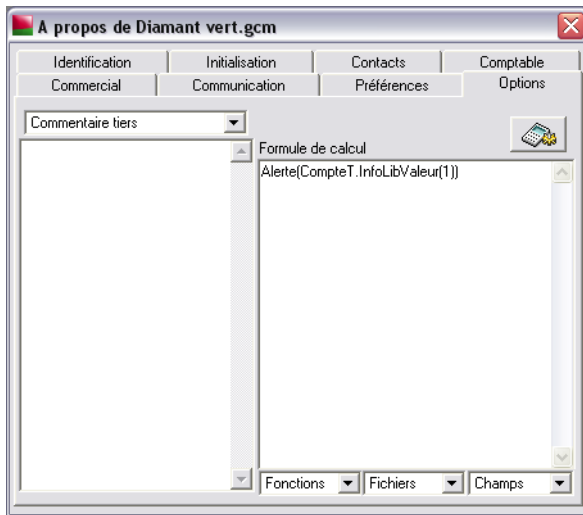 A propos de Diamant vert.gcm
Identification Initialisation Contacts Comptable
Commercial Communication Préférences Options
Commentaire tiers
Formule de calcul
Alerte(CompteT.InfoLibValeur(1))
Fonctions Fichiers Champs